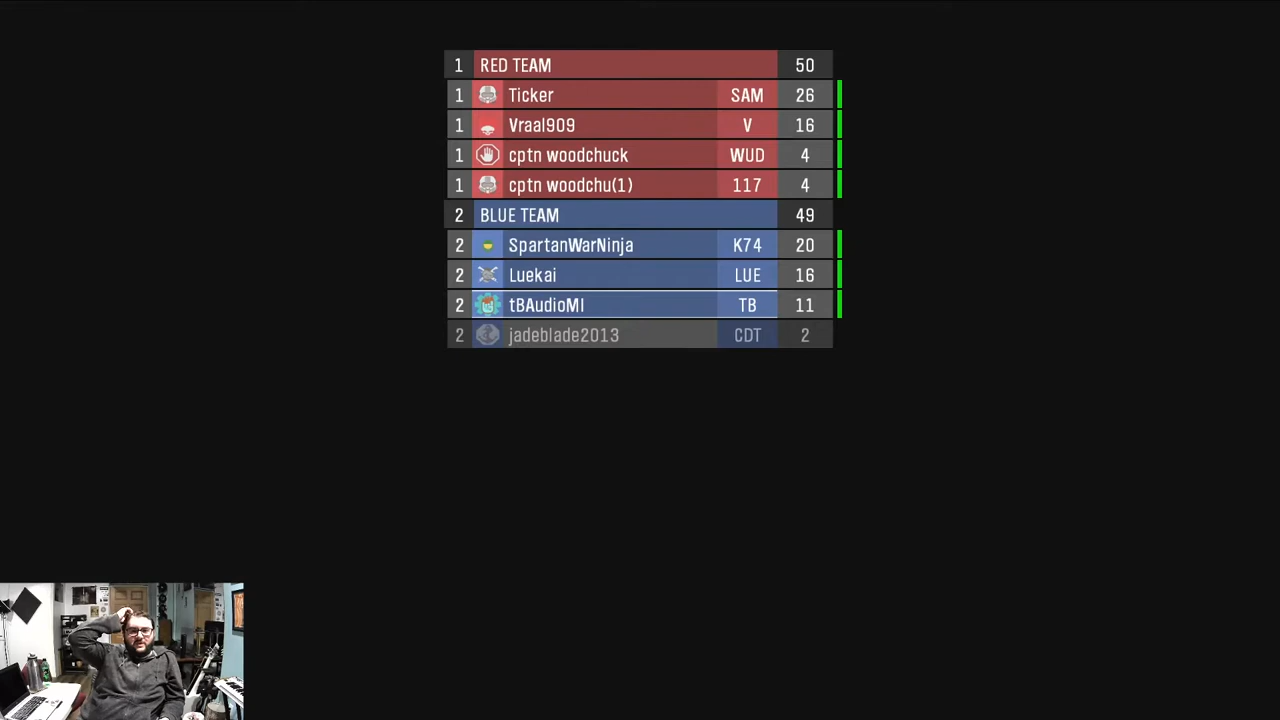 1 RED TEAM 50
1 Ticker SAM 26
1 Vraal909 V 16
1 cptn woodchuck WUD 4
1 cptn woodchu(1) 117 4
2 BLUE TEAM 49
2 SpartanWarNinja K74 20
2 Luekai LUE 16
2 tBAudioMI TB 11
2 jadeblade2013 CDT 2